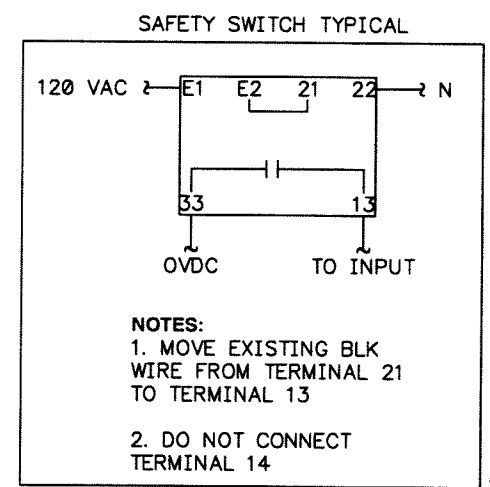 SAFETY SWITCH TYPICAL
120 VAC E1 E2 21 22 N
33 13
0VDC TO INPUT
NOTES:
1. MOVE EXISTING BLK
WIRE FROM TERMINAL 21
TO TERMINAL 13
2. DO NOT CONNECT
TERMINAL 14